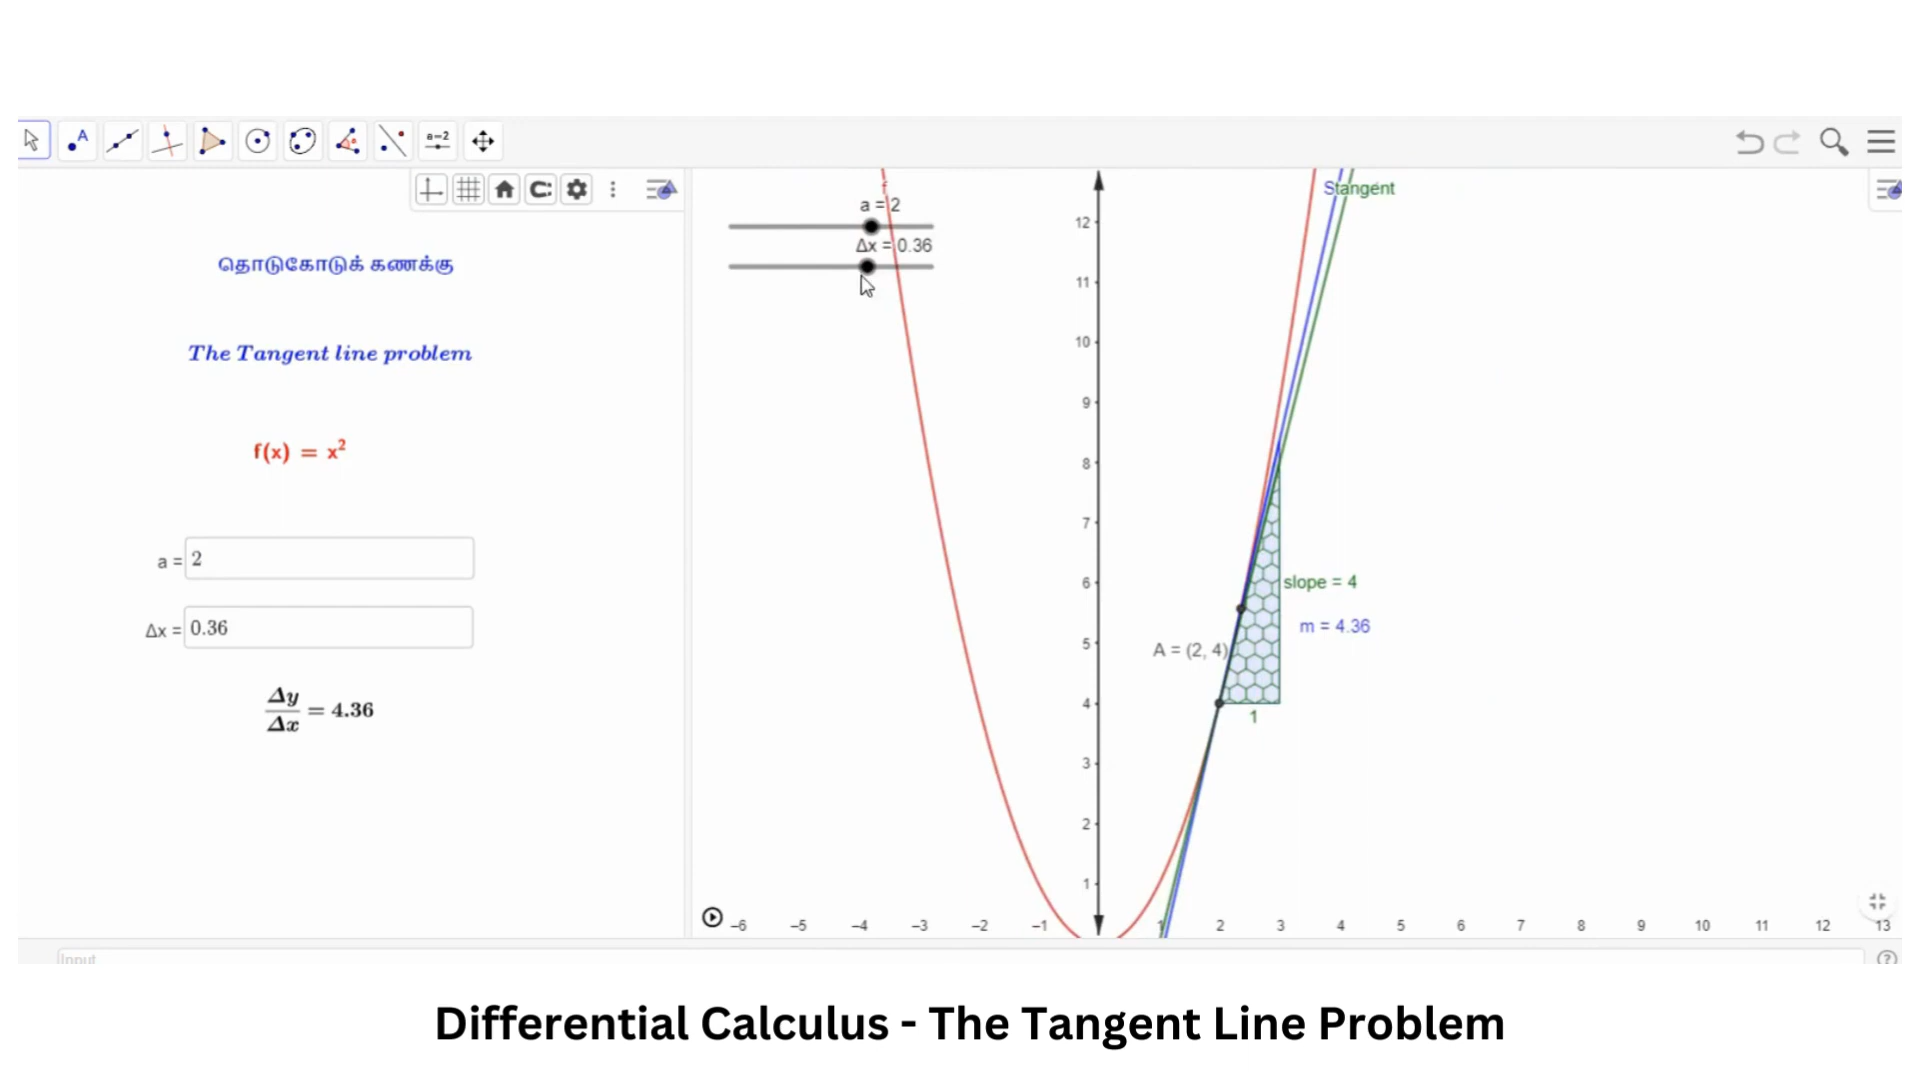 a=2
தொடுகோடுக் கணக்கு
The Tangent line problem
f(x) = x²
a = 2
Δx = 0.36
Δy/Δx = 4.36
f
a = 2
Δx = 0.36
Stangent
12
11
10
9
8
7
6
5
4
3
2
1
slope = 4
m = 4.36
A = (2, 4)
1
–6 –5 –4 –3 –2 –1 1 2 3 4 5 6 7 8 9 10 11 12 13
Input
Differential Calculus - The Tangent Line Problem